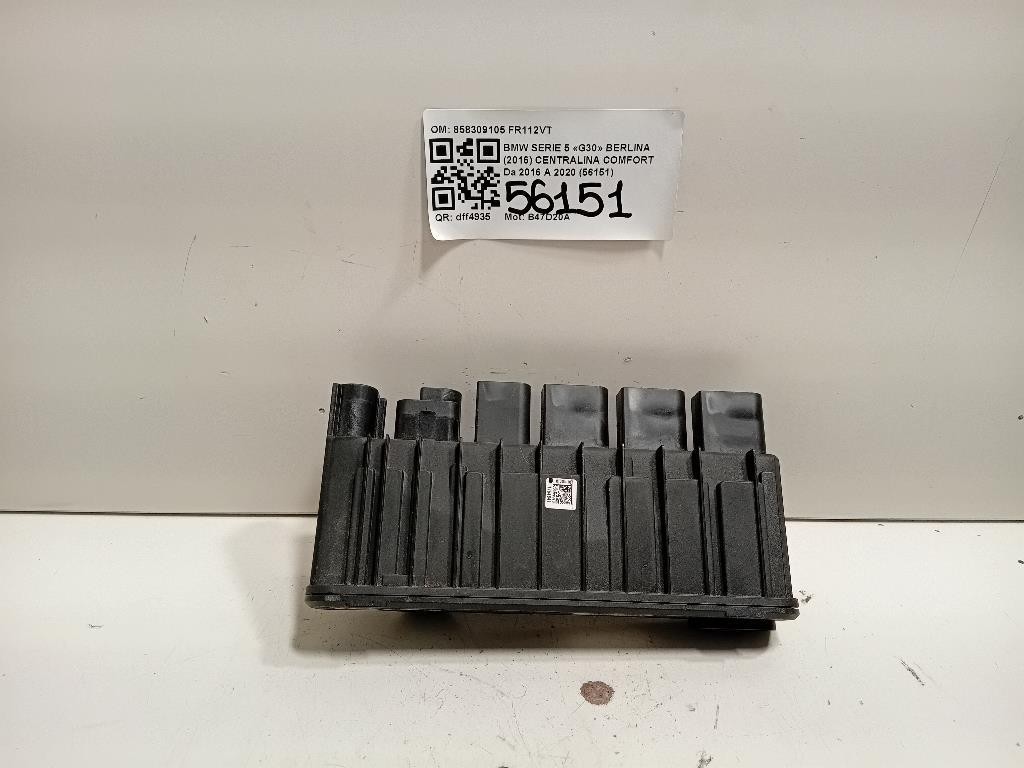 OM: 858309105 FR112VT
BMW SERIE 5 «G30» BERLINA
(2016) CENTRALINA COMFORT
Da 2016 A 2020 (56151)
56151
QR: dff4935 Mot: B47D20A